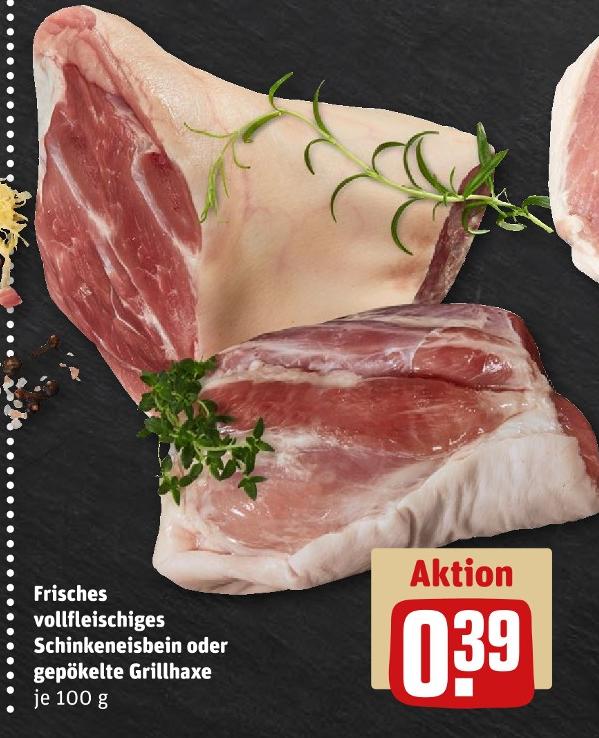 Frisches
vollfleischiges
Schinkeneisbein oder
gepökelte Grillhaxe
je 100 g
Aktion
0.39